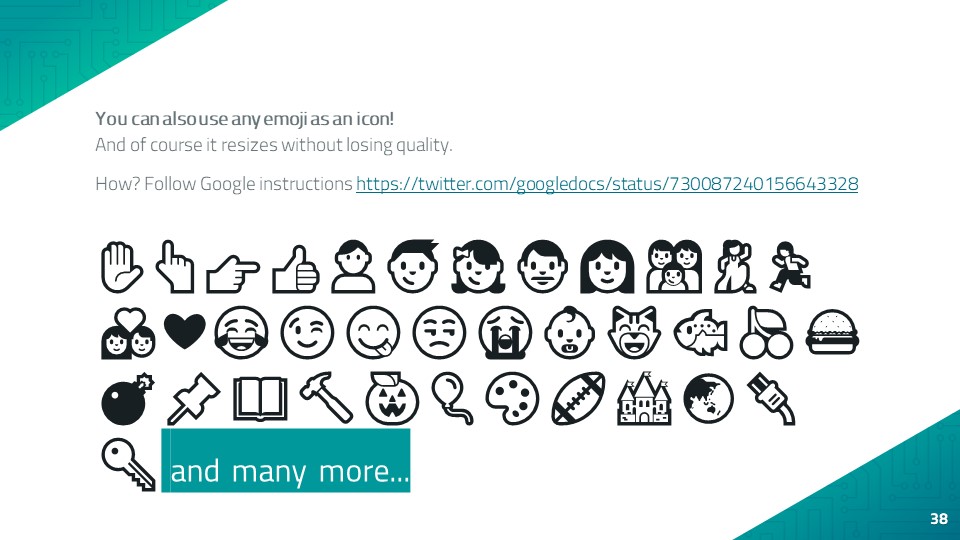 You can also use any emoji as an icon!
And of course it resizes without losing quality.
How? Follow Google instructions https://twitter.com/googledocs/status/730087240156643328
and many more...
38